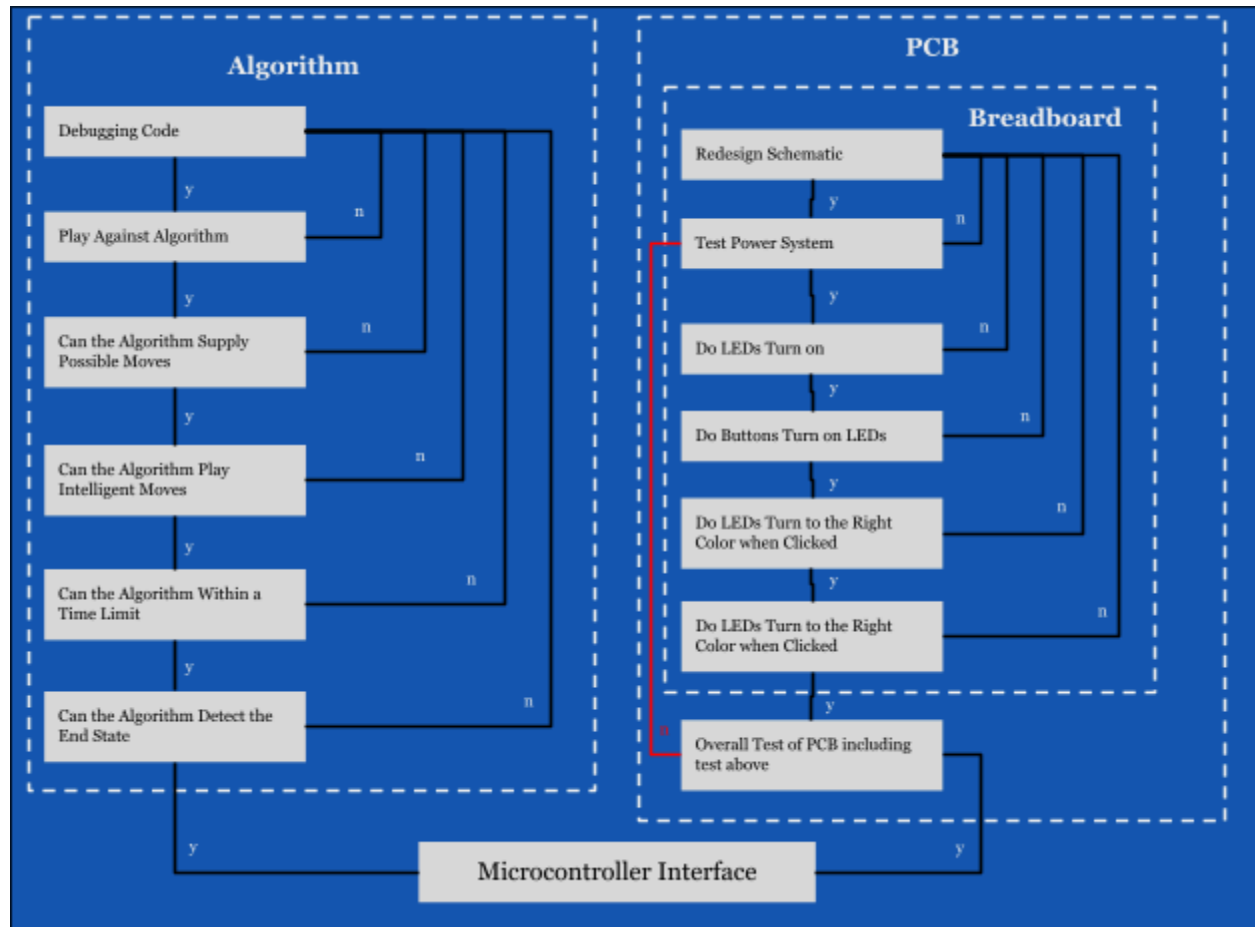 Algorithm
Debugging Code
y
n
Play Against Algorithm
y
n
Can the Algorithm Supply
Possible Moves
y
n
Can the Algorithm Play
Intelligent Moves
y
n
Can the Algorithm Within a
Time Limit
y
n
Can the Algorithm Detect the
End State
y
PCB
Breadboard
Redesign Schematic
y
n
Test Power System
y
n
Do LEDs Turn on
y
n
Do Buttons Turn on LEDs
y
n
Do LEDs Turn to the Right
Color when Clicked
y
n
Do LEDs Turn to the Right
Color when Clicked
y
n
Overall Test of PCB including
test above
y
Microcontroller Interface